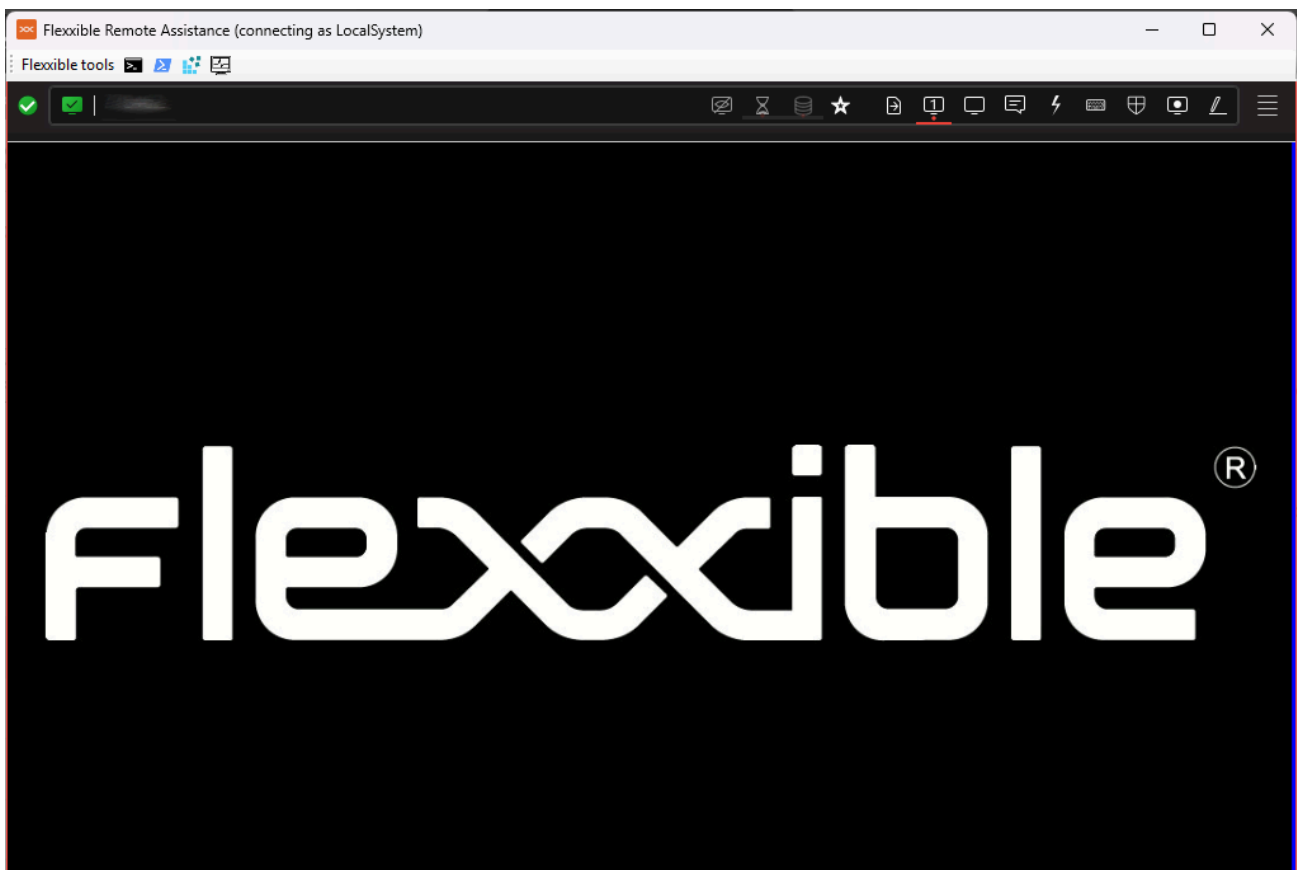 Flexxible Remote Assistance (connecting as LocalSystem)
Flexxible tools
1
flexxible ®